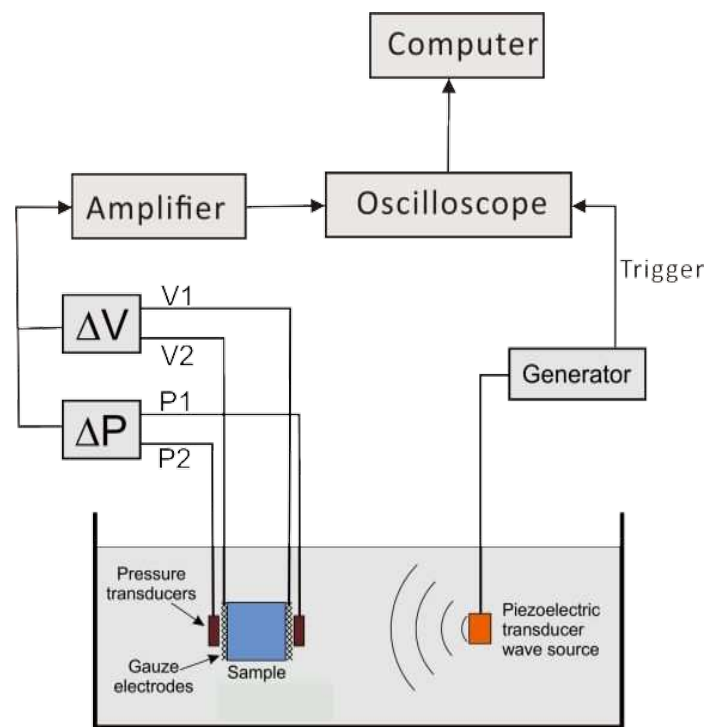 Computer
Amplifier
Oscilloscope
Trigger
V1
ΔV
V2
Generator
P1
ΔP
P2
Pressure
transducers
Gauze
electrodes
Sample
Piezoelectric
transducer
wave source